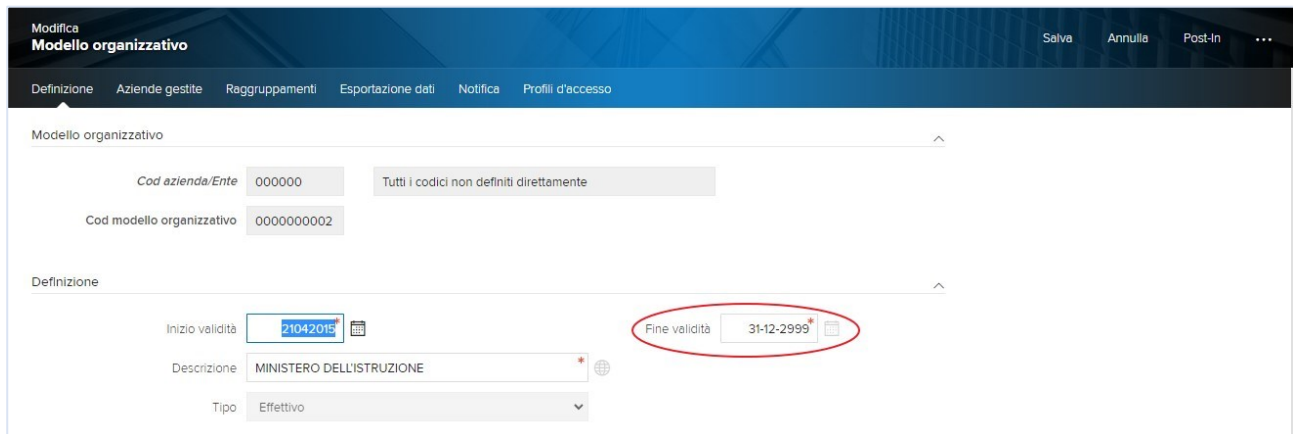 Modifica
Modello organizzativo
Salva Annulla Post-In ...
Definizione Aziende gestite Raggruppamenti Esportazione dati Notifica Profili d'accesso
Modello organizzativo
Cod azienda/Ente 000000 Tutti i codici non definiti direttamente
Cod modello organizzativo 0000000002
Definizione
Inizio validità 21042015* Fine validità 31-12-2999*
Descrizione MINISTERO DELL'ISTRUZIONE *
Tipo Effettivo